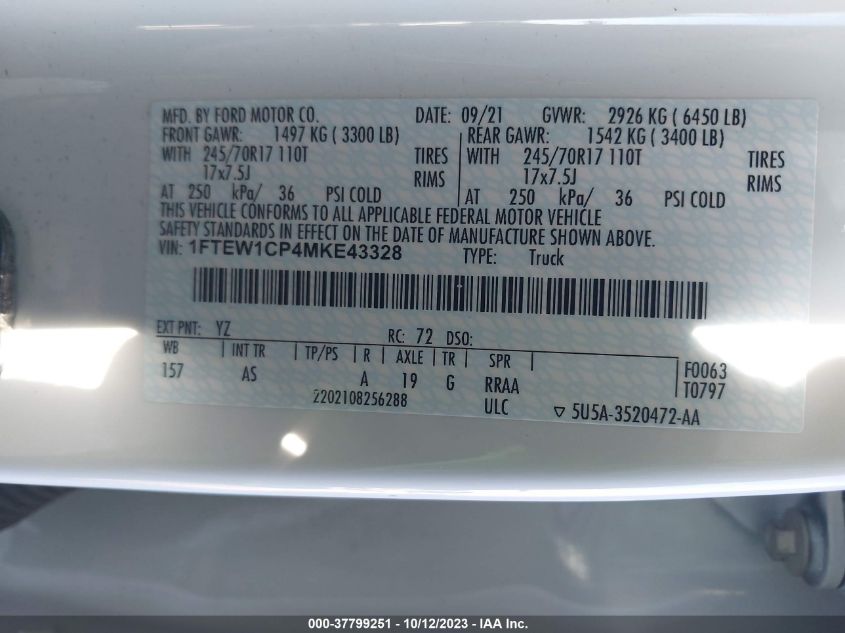 MFD. BY FORD MOTOR CO. DATE: 09/21 GVWR: 2926 KG ( 6450 LB)
FRONT GAWR: 1497 KG ( 3300 LB) REAR GAWR: 1542 KG ( 3400 LB)
WITH 245/70R17 110T TIRES WITH 245/70R17 110T TIRES
17x7.5J RIMS 17x7.5J RIMS
AT 250 kPa/ 36 PSI COLD AT 250 kPa/ 36 PSI COLD
THIS VEHICLE CONFORMS TO ALL APPLICABLE FEDERAL MOTOR VEHICLE
SAFETY STANDARDS IN EFFECT ON THE DATE OF MANUFACTURE SHOWN ABOVE.
VIN: 1FTEW1CP4MKE43328 TYPE: Truck
EXT PNT: YZ RC: 72 DSO:
WB INT TR TP/PS R AXLE TR SPR F0063
157 AS A 19 G RRAA T0797
2202108256288 ULC ▽ 5U5A-3520472-AA
000-37799251 - 10/12/2023 - IAA Inc.